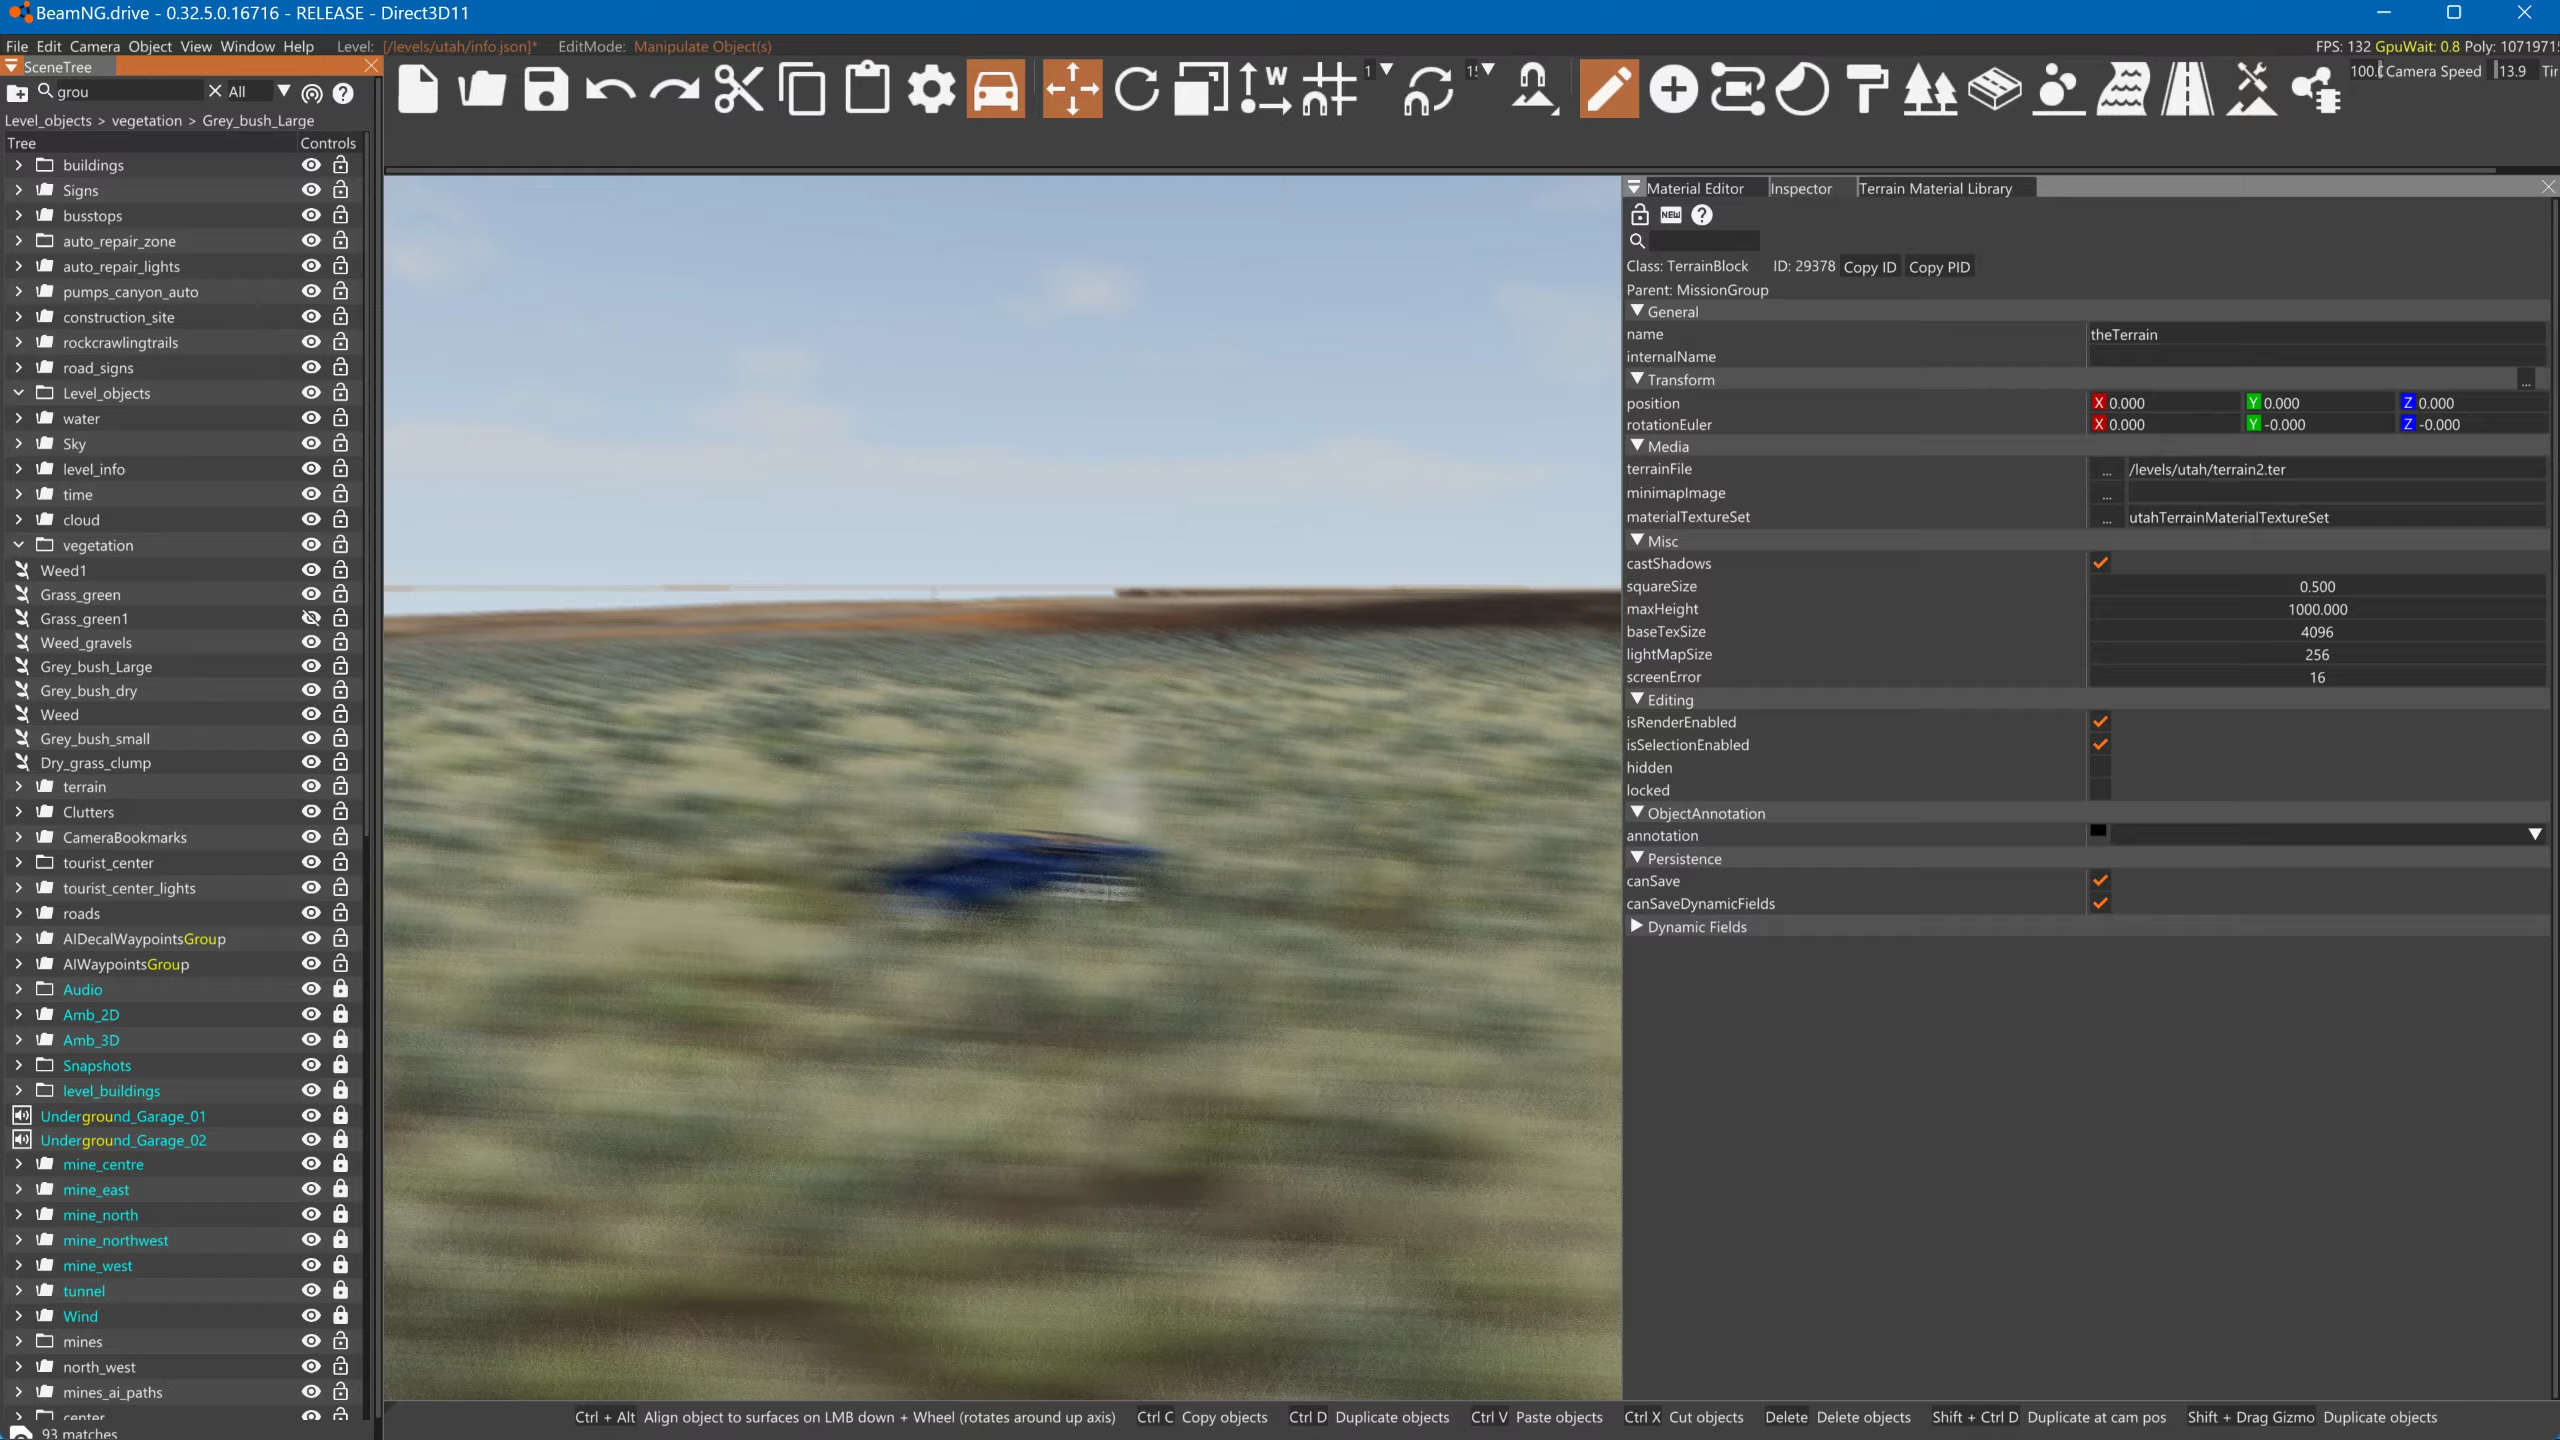 BeamNG.drive - 0.32.5.0.16716 - RELEASE - Direct3D11
File Edit Camera Object View Window Help Level: [/levels/utah/info.json]* EditMode: Manipulate Object(s)
FPS: 132 GpuWait: 0.8 Poly: 1071971
SceneTree
grou
All
W
1
100.
Camera Speed
13.9
Level_objects > vegetation > Grey_bush_Large
Tree Controls
buildings
Signs
busstops
auto_repair_zone
auto_repair_lights
pumps_canyon_auto
construction_site
rockcrawlingtrails
road_signs
Level_objects
water
Sky
level_info
time
cloud
vegetation
Weed1
Grass_green
Grass_green1
Weed_gravels
Grey_bush_Large
Grey_bush_dry
Weed
Grey_bush_small
Dry_grass_clump
terrain
Clutters
CameraBookmarks
tourist_center
tourist_center_lights
roads
AIDecalWaypointsGroup
AIWaypointsGroup
Audio
Amb_2D
Amb_3D
Snapshots
level_buildings
Underground_Garage_01
Underground_Garage_02
mine_centre
mine_east
mine_north
mine_northwest
mine_west
tunnel
Wind
mines
north_west
mines_ai_paths
center
93 matches
Material Editor Inspector Terrain Material Library
NEW
Class: TerrainBlock ID: 29378 Copy ID Copy PID
Parent: MissionGroup
General
name theTerrain
internalName
Transform ...
position X 0.000 Y 0.000 Z 0.000
rotationEuler X 0.000 Y -0.000 Z -0.000
Media
terrainFile ... /levels/utah/terrain2.ter
minimapImage ...
materialTextureSet ... utahTerrainMaterialTextureSet
Misc
castShadows
squareSize 0.500
maxHeight 1000.000
baseTexSize 4096
lightMapSize 256
screenError 16
Editing
isRenderEnabled
isSelectionEnabled
hidden
locked
ObjectAnnotation
annotation
Persistence
canSave
canSaveDynamicFields
Dynamic Fields
Ctrl + Alt Align object to surfaces on LMB down + Wheel (rotates around up axis) Ctrl C Copy objects Ctrl D Duplicate objects Ctrl V Paste objects Ctrl X Cut objects Delete Delete objects Shift + Ctrl D Duplicate at cam pos Shift + Drag Gizmo Duplicate objects